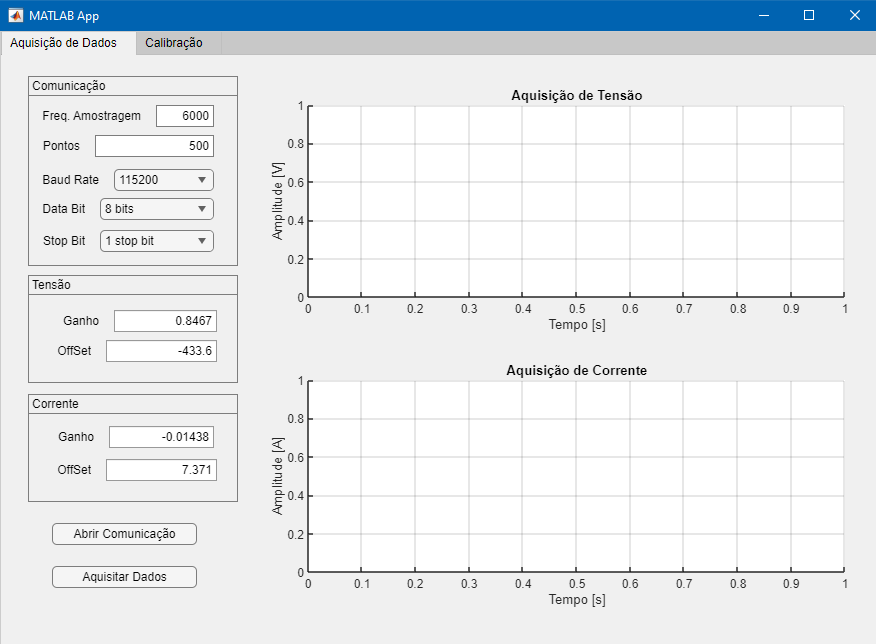 MATLAB App
Aquisição de Dados Calibração
Comunicação
Freq. Amostragem 6000
Pontos 500
Baud Rate 115200
Data Bit 8 bits
Stop Bit 1 stop bit
Tensão
Ganho 0.8467
OffSet -433.6
Corrente
Ganho -0.01438
OffSet 7.371
Abrir Comunicação
Aquisitar Dados
Aquisição de Tensão
Amplitude [V]
1
0.8
0.6
0.4
0.2
0
0 0.1 0.2 0.3 0.4 0.5 0.6 0.7 0.8 0.9 1
Tempo [s]
Aquisição de Corrente
Amplitude [A]
1
0.8
0.6
0.4
0.2
0
0 0.1 0.2 0.3 0.4 0.5 0.6 0.7 0.8 0.9 1
Tempo [s]